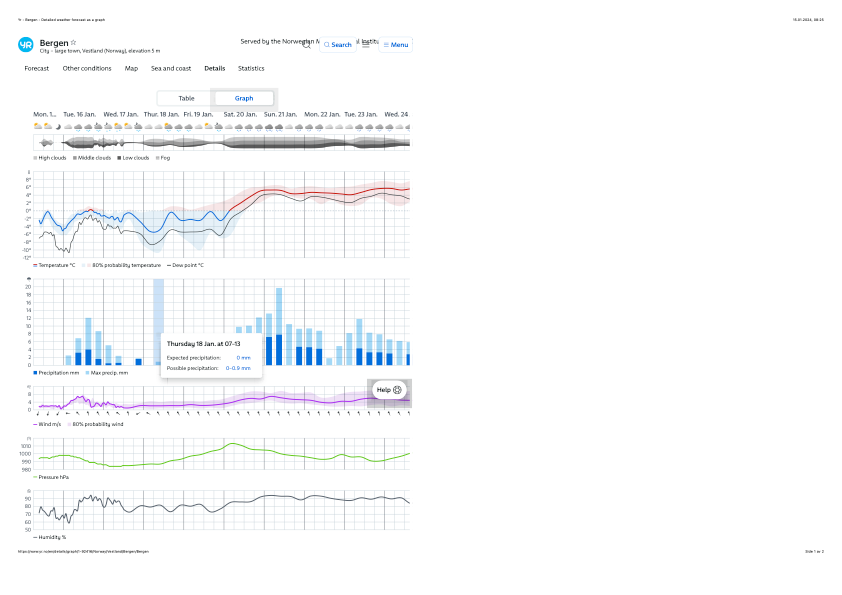 Yr - Bergen - Detailed weather forecast as a graph
15.01.2024, 08:25
Bergen
City – large town, Vestland (Norway), elevation 5 m
Served by the Norwegian
Search
Menu
Forecast Other conditions Map Sea and coast Details Statistics
Table Graph
Mon. 1... Tue. 16 Jan. Wed. 17 Jan. Thur. 18 Jan. Fri. 19 Jan. Sat. 20 Jan. Sun. 21 Jan. Mon. 22 Jan. Tue. 23 Jan. Wed. 24
High clouds Middle clouds Low clouds Fog
8°
6°
4°
2°
0°
-2°
-4°
-6°
-8°
-10°
-12°
Temperature °C 80% probability temperature Dew point °C
20
18
16
14
12
10
8
6
4
2
0
Thursday 18 Jan. at 07-13
Expected precipitation: 0 mm
Possible precipitation: 0–0.9 mm
Precipitation mm Max precip. mm
8
4
0
Help
Wind m/s 80% probability wind
1010
1000
990
980
Pressure hPa
90
80
70
60
50
Humidity %
Side 1 av 2